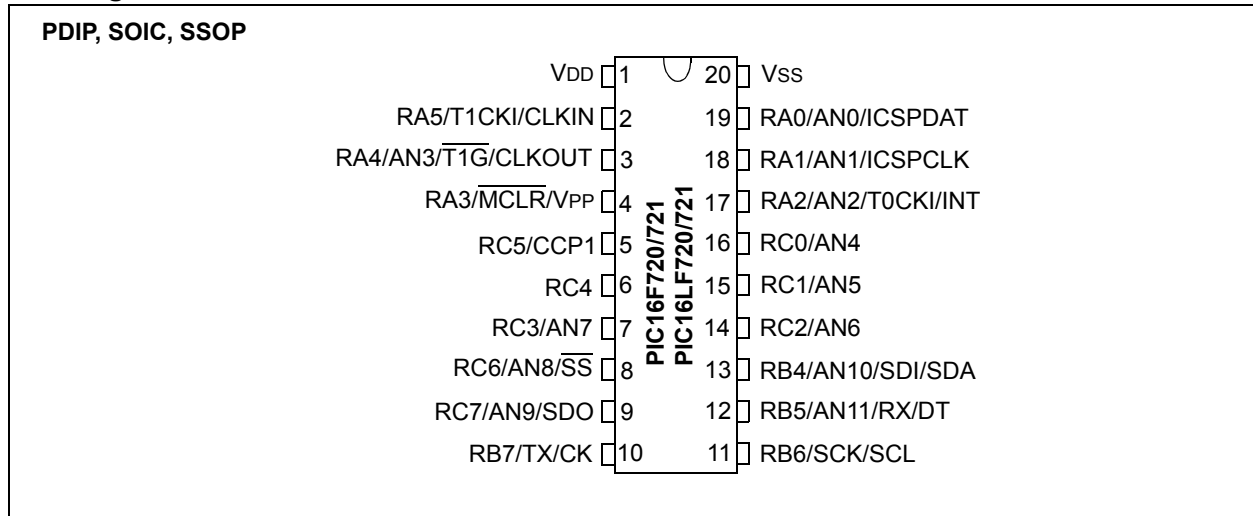 PDIP, SOIC, SSOP
VDD 1 20 VSS
RA5/T1CKI/CLKIN 2 19 RA0/AN0/ICSPDAT
RA4/AN3/T1G/CLKOUT 3 18 RA1/AN1/ICSPCLK
RA3/MCLR/VPP 4 17 RA2/AN2/T0CKI/INT
RC5/CCP1 5 16 RC0/AN4
RC4 6 15 RC1/AN5
RC3/AN7 7 14 RC2/AN6
RC6/AN8/SS 8 13 RB4/AN10/SDI/SDA
RC7/AN9/SDO 9 12 RB5/AN11/RX/DT
RB7/TX/CK 10 11 RB6/SCK/SCL
PIC16F720/721
PIC16LF720/721